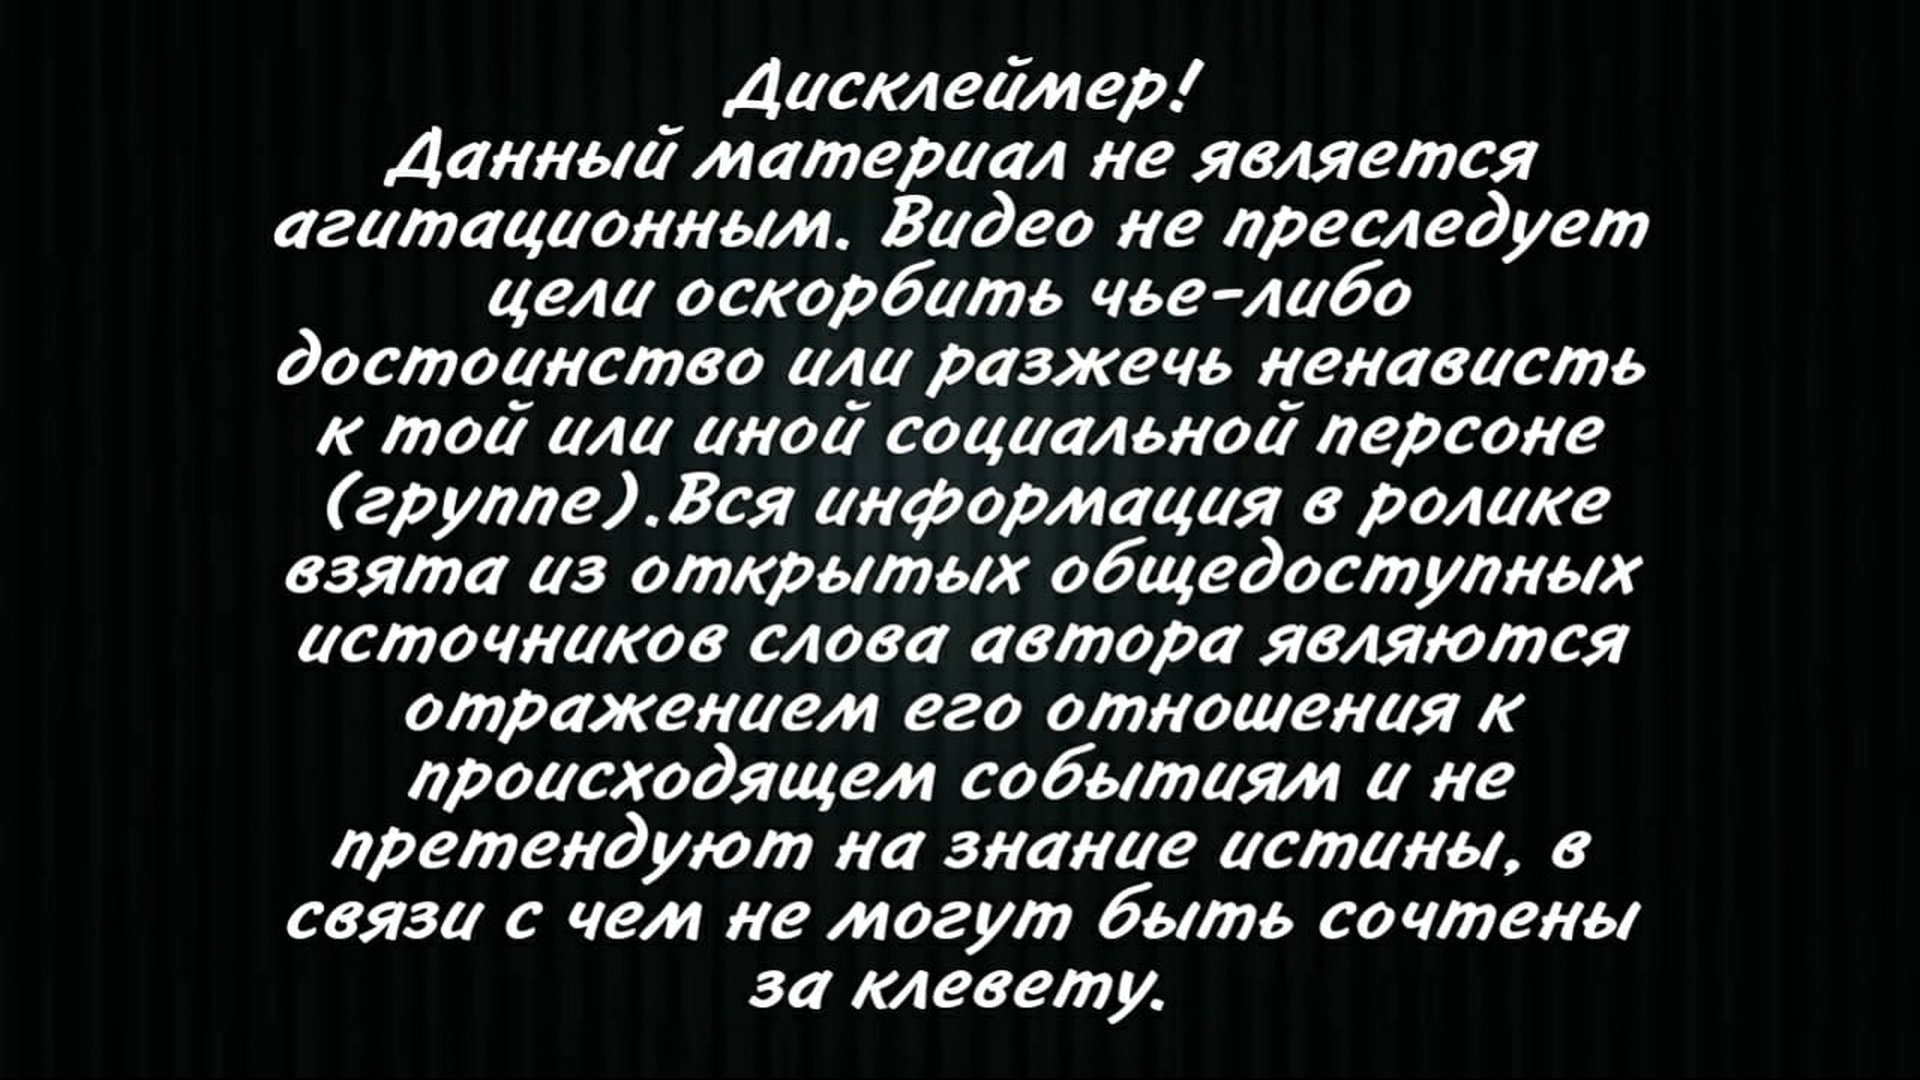 Дисклеймер!
Данный материал не является
агитационным. Видео не преследует
цели оскорбить чье-либо
достоинство или разжечь ненависть
к той или иной социальной персоне
(группе).Вся информация в ролике
взята из открытых общедоступных
источников слова автора являются
отражением его отношения к
происходящем событиям и не
претендуют на знание истины, в
связи с чем не могут быть сочтены
за клевету.